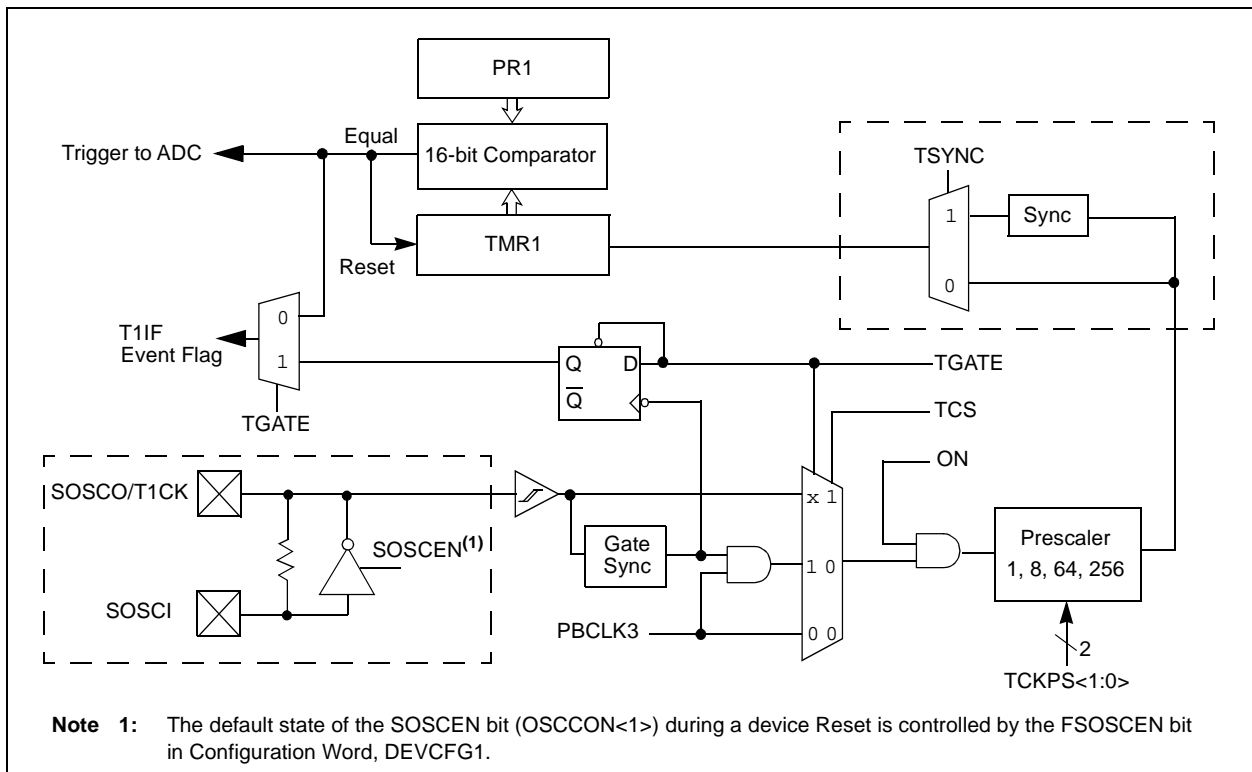 PR1
Equal
Trigger to ADC
16-bit Comparator
TSYNC
1
Sync
TMR1
Reset
0
0
T1IF
Event Flag
1
Q
D
TGATE
Q̅
TCS
TGATE
ON
SOSCO/T1CK
x 1
Prescaler
1, 8, 64, 256
SOSCEN(1)
Gate
Sync
1 0
SOSCI
PBCLK3
0 0
2
TCKPS<1:0>
Note 1: The default state of the SOSCEN bit (OSCCON<1>) during a device Reset is controlled by the FSOSCEN bit
in Configuration Word, DEVCFG1.